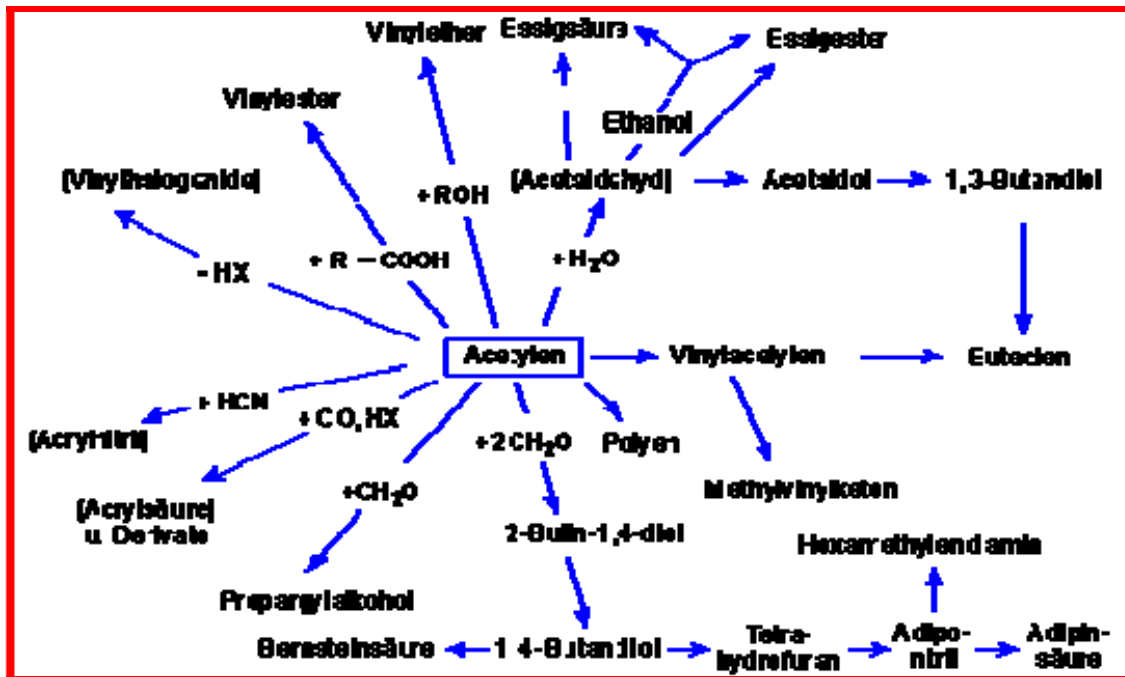 Vinylether Essigsäure Essigester
Vinylester
Ethanol
(Vinylhalogenide) (Acetaldehyd) Acetaldol 1,3-Butandiol
+ROH
+ R — COOH +H₂O
- HX
Acetylen Vinylacetylen Butadien
+ HCN
+CO,HX +2CH₂O Polyen
(Acrylnitril)
+CH₂O Methylvinylketon
(Acrylsäure)
u. Derivate 2-Butin-1,4-diol
Hexamethylendiamin
Propargylalkohol
Bernsteinsäure 1,4-Butandiol Tetra- Adipo- Adipin-
hydrofuran nitril säure